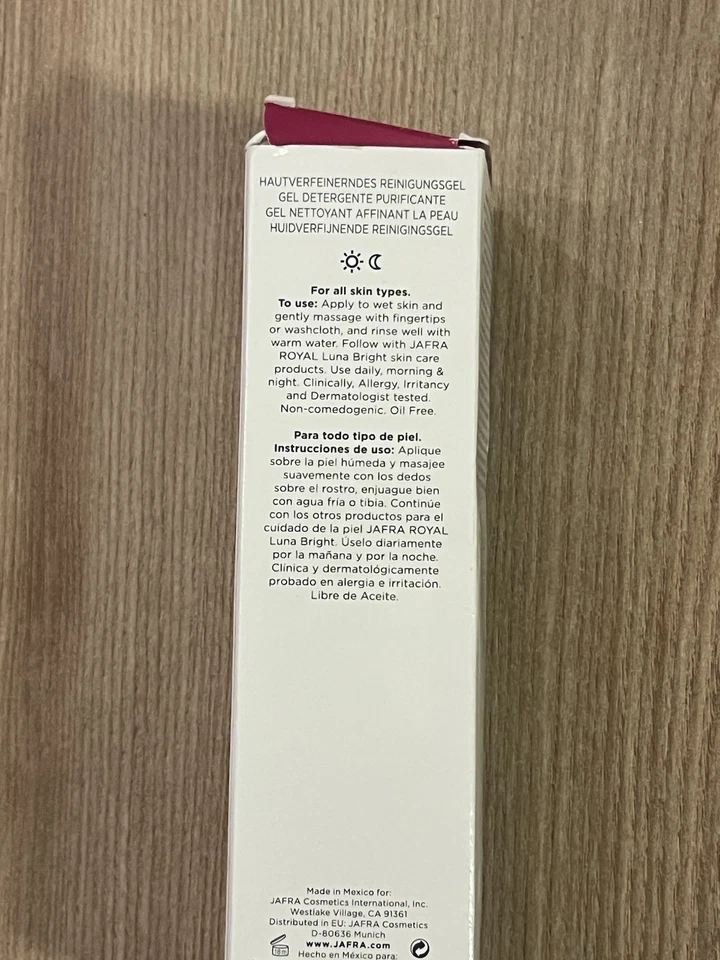 HAUTVERFEINERNDES REINIGUNGSGEL
GEL DETERGENTE PURIFICANTE
GEL NETTOYANT AFFINANT LA PEAU
HUIDVERFIJNENDE REINIGINGSGEL
For all skin types.
To use: Apply to wet skin and
gently massage with fingertips
or washcloth, and rinse well with
warm water. Follow with JAFRA
ROYAL Luna Bright skin care
products. Use daily, morning &
night. Clinically, Allergy, Irritancy
and Dermatologist tested.
Non-comedogenic. Oil Free.
Para todo tipo de piel.
Instrucciones de uso: Aplique
sobre la piel húmeda y masajee
suavemente con los dedos
sobre el rostro, enjuague bien
con agua fría o tibia. Continúe
con los otros productos para el
cuidado de la piel JAFRA ROYAL
Luna Bright. Úselo diariamente
por la mañana y por la noche.
Clínica y dermatológicamente
probado en alergia e irritación.
Libre de Aceite.
Made in Mexico for:
JAFRA Cosmetics International, Inc.
Westlake Village, CA 91361
Distributed in EU: JAFRA Cosmetics
D-80636 Munich
www.JAFRA.com
Hecho en México para: